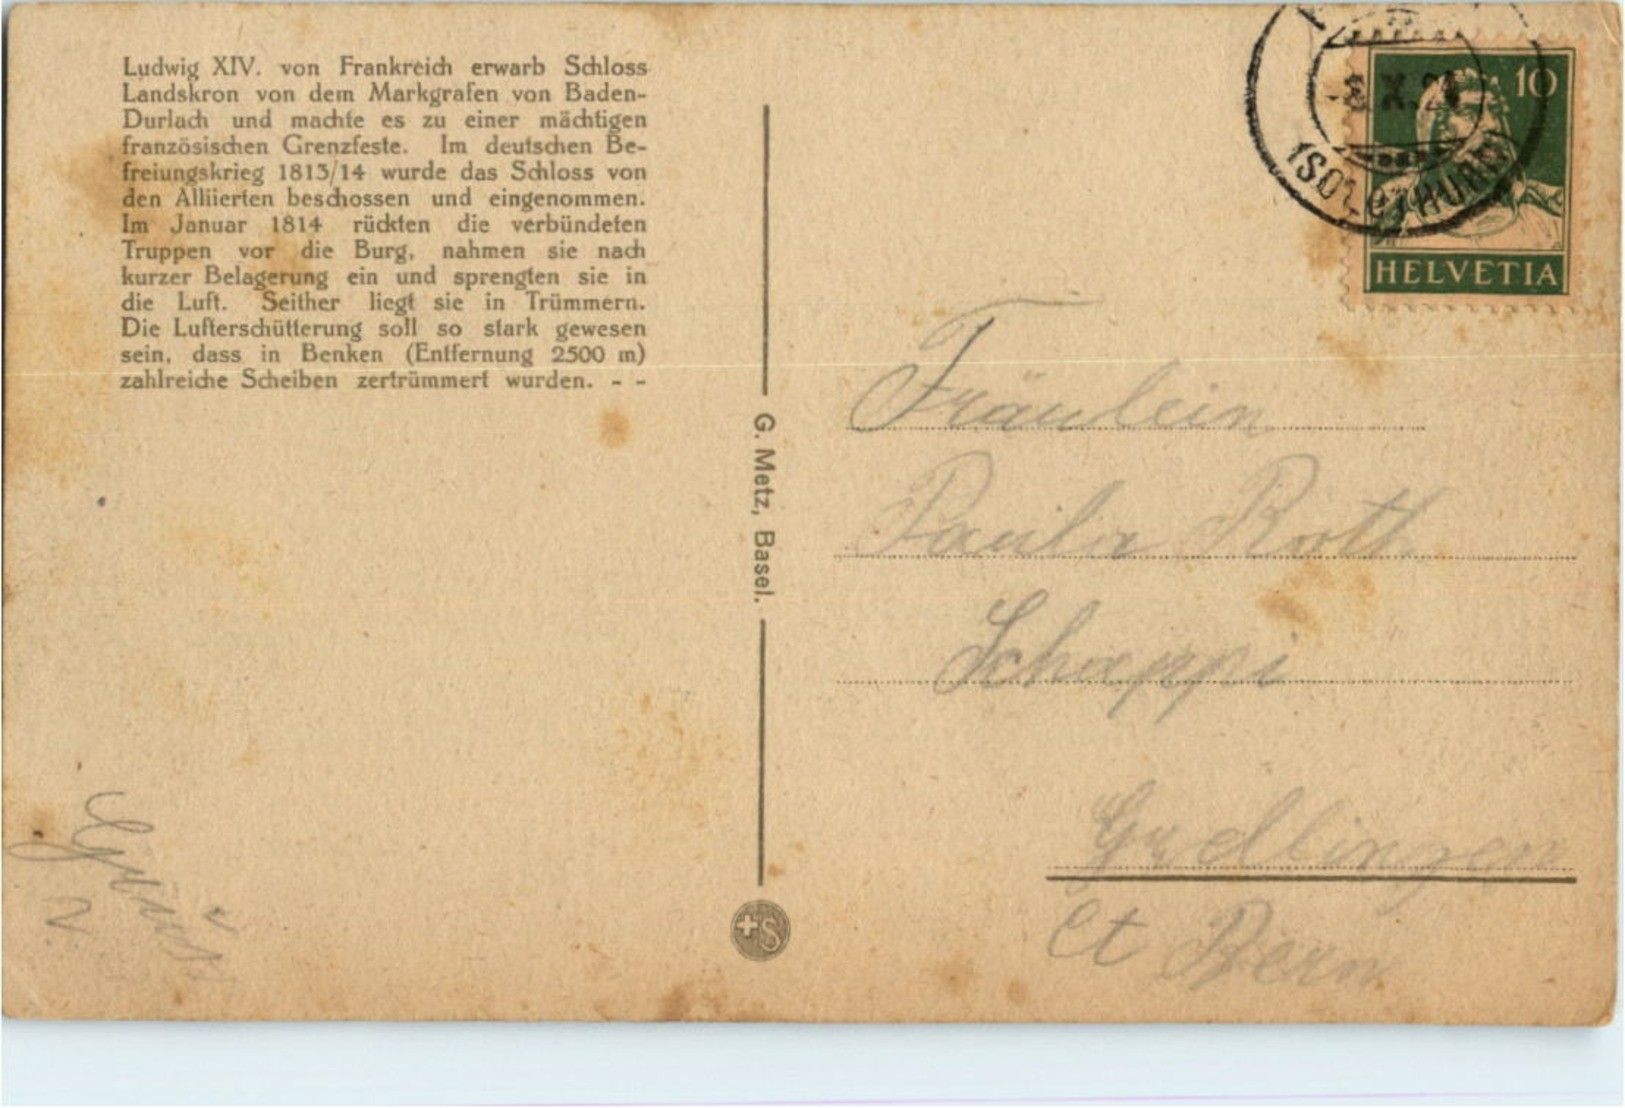 Ludwig XIV. von Frankreich erwarb Schloss
Landskron von dem Markgrafen von Baden-
Durlach und machte es zu einer mächtigen
französischen Grenzfeste. Im deutschen Be-
freiungskrieg 1813/14 wurde das Schloss von
den Alliierten beschossen und eingenommen.
Im Januar 1814 rückten die verbündeten
Truppen vor die Burg, nahmen sie nach
kurzer Belagerung ein und sprengten sie in
die Luft. Seither liegt sie in Trümmern.
Die Lufterschütterung soll so stark gewesen
sein, dass in Benken (Entfernung 2500 m)
zahlreiche Scheiben zertrümmert wurden. - -
G. Metz, Basel.
+S
10
HELVETIA
X
Fräulein
Paula Roth
Schappi
Ct Bern